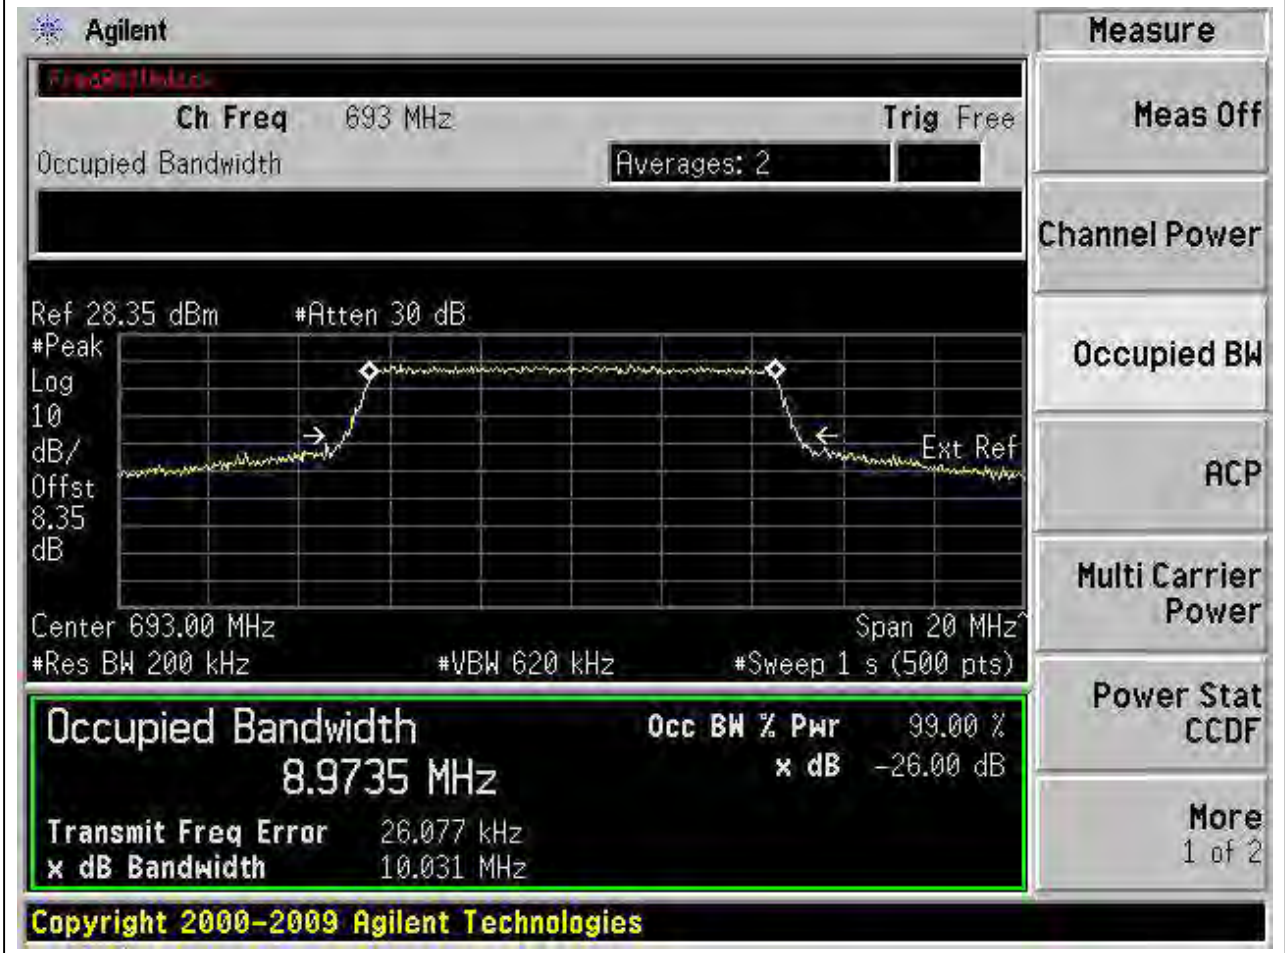 Agilent
Measure
Ch Freq 693 MHz Trig Free
Occupied Bandwidth Averages: 2
Meas Off
Channel Power
Occupied BW
ACP
Multi Carrier
Power
Power Stat
CCDF
More
1 of 2
Ref 28.35 dBm #Atten 30 dB
#Peak
Log
10
dB/
Offst
8.35
dB
Ext Ref
Center 693.00 MHz Span 20 MHz^
#Res BW 200 kHz #VBW 620 kHz #Sweep 1 s (500 pts)
Occupied Bandwidth Occ BW % Pwr 99.00 %
8.9735 MHz x dB -26.00 dB
Transmit Freq Error 26.077 kHz
x dB Bandwidth 10.031 MHz
Copyright 2000-2009 Agilent Technologies